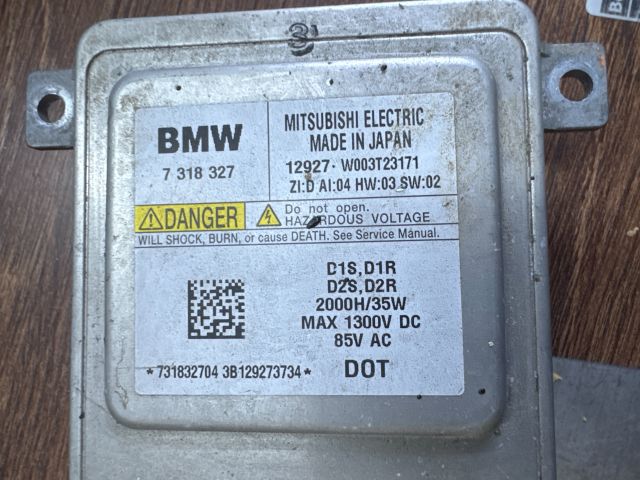 3
BMW
7 318 327
MITSUBISHI ELECTRIC
MADE IN JAPAN
12927- W003T23171
ZI:D AI:04 HW:03 SW:02
DANGER
Do not open.
HAZARDOUS VOLTAGE
WILL SHOCK, BURN, or cause DEATH. See Service Manual.
D1S,D1R
D2S,D2R
2000H/35W
MAX 1300V DC
85V AC
*731832704 3B129273734*
DOT